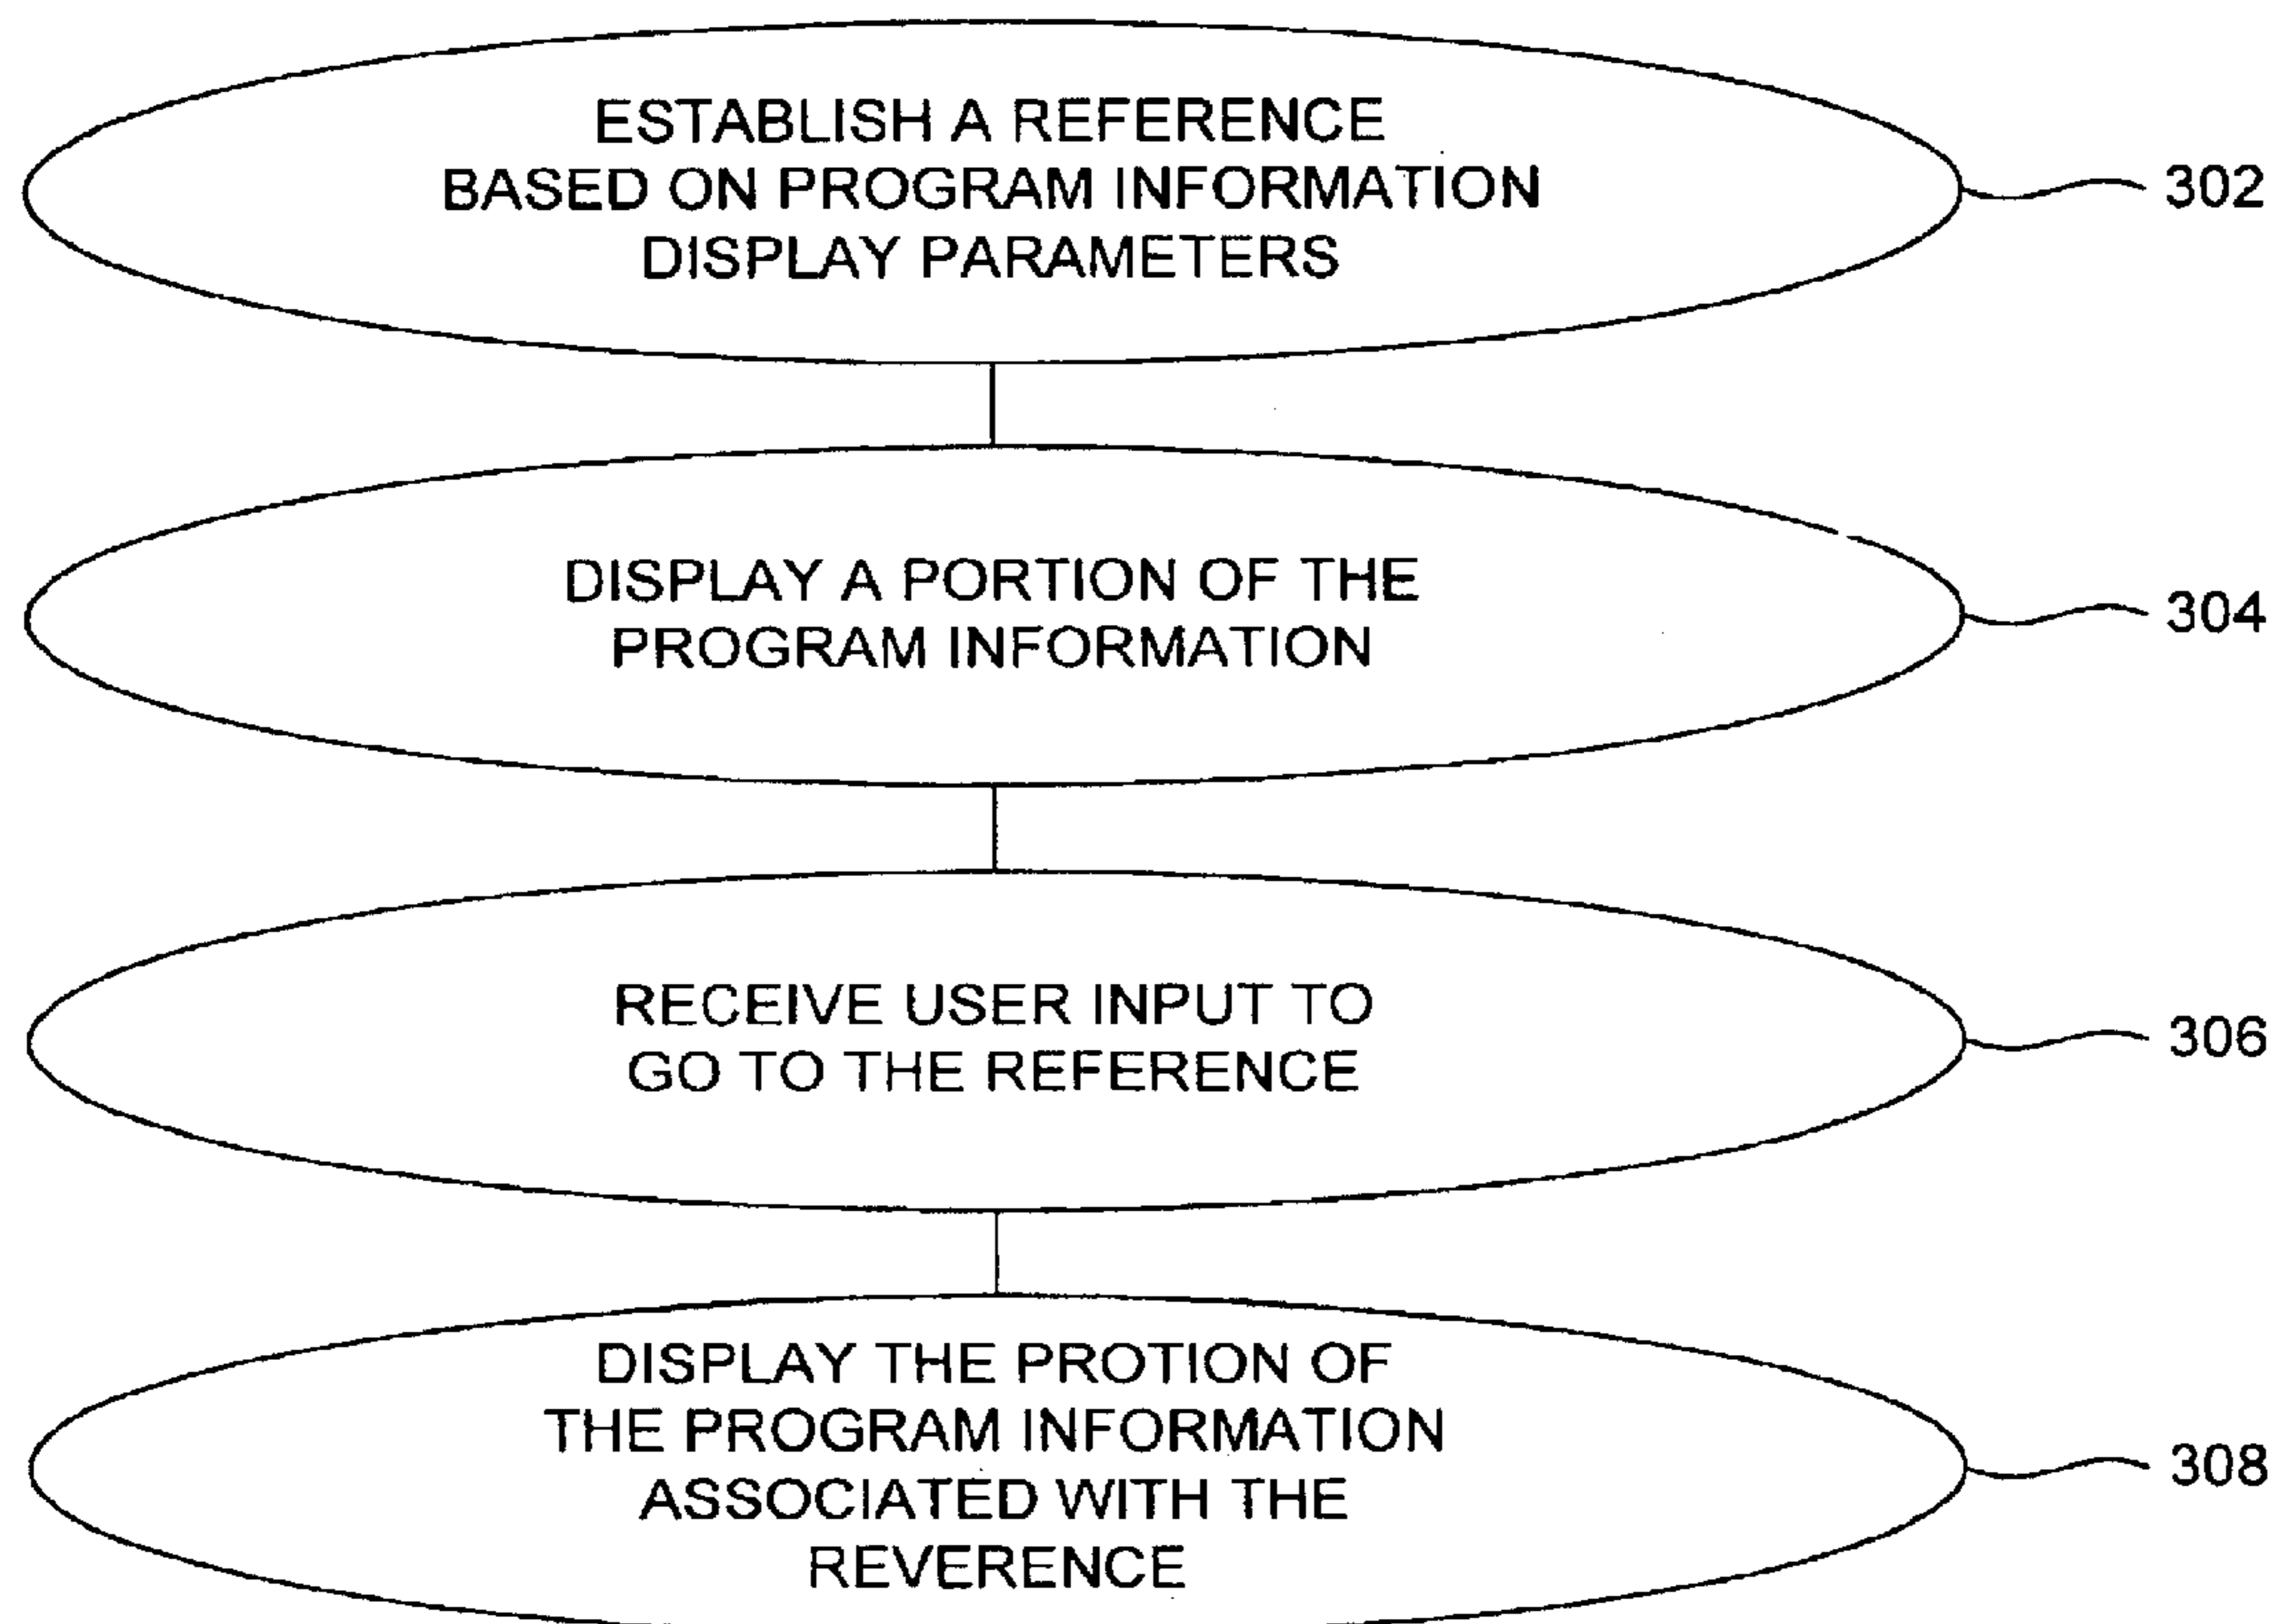 ESTABLISH A REFERENCE
BASED ON PROGRAM INFORMATION
DISPLAY PARAMETERS
302
DISPLAY A PORTION OF THE
PROGRAM INFORMATION
304
RECEIVE USER INPUT TO
GO TO THE REFERENCE
306
DISPLAY THE PROTION OF
THE PROGRAM INFORMATION
ASSOCIATED WITH THE
REVERENCE
308